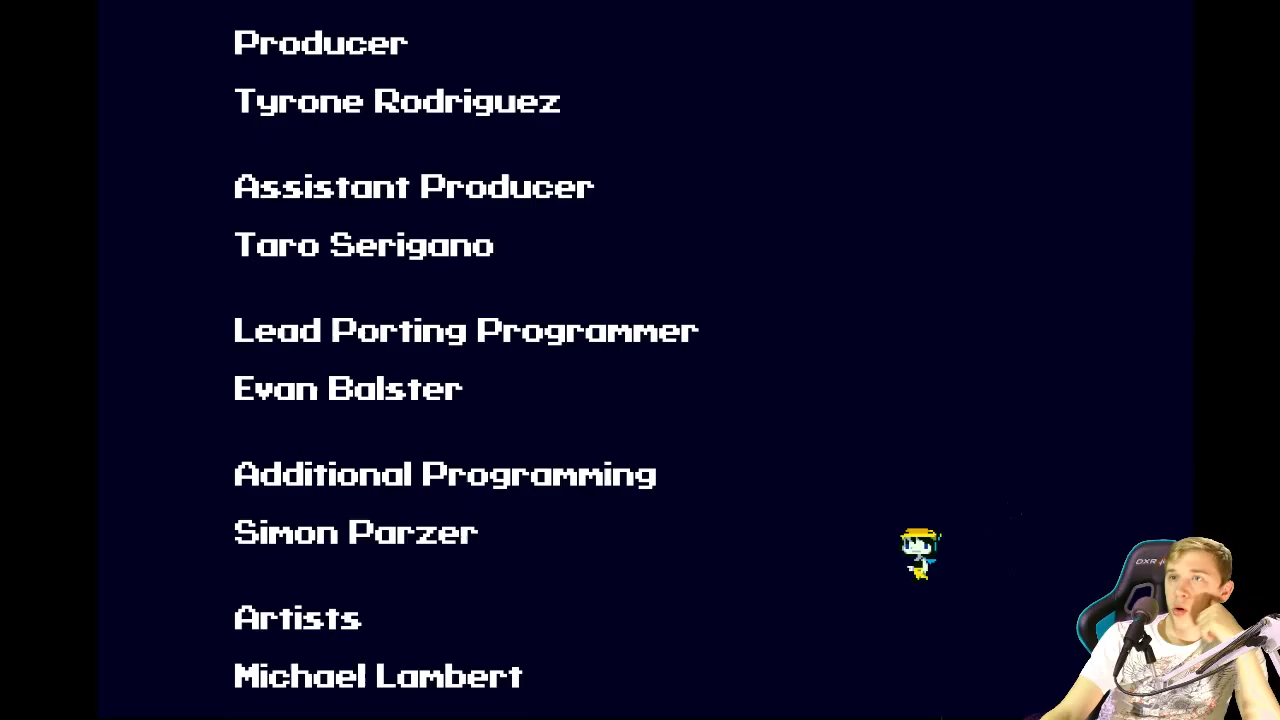 Producer
Tyrone Rodriguez
Assistant Producer
Taro Serigano
Lead Porting Programmer
Evan Balster
Additional Programming
Simon Parzer
Artists
Michael Lambert
DXR